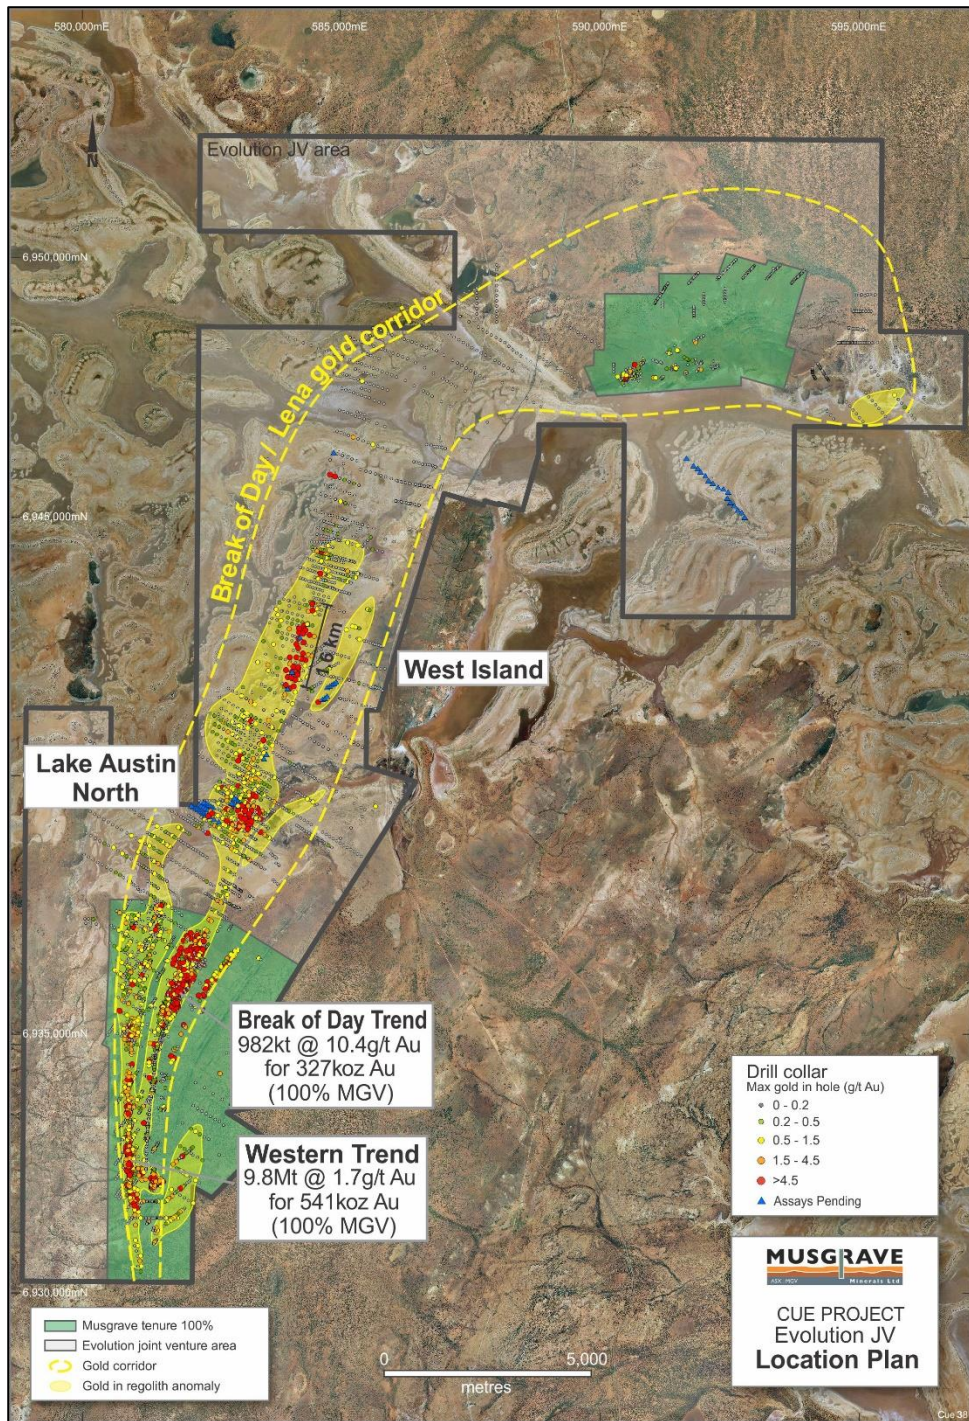 580,000mE
585,000mE
590,000mE
595,000mE
N
Evolution JV area
6,950,000mN
Break of Day / Lena gold corridor
6,945,000mN
1.6 km
West Island
Lake Austin
North
6,935,000mN
Break of Day Trend
982kt @ 10.4g/t Au
for 327koz Au
(100% MGV)
Western Trend
9.8Mt @ 1.7g/t Au
for 541koz Au
(100% MGV)
6,930,000mN
Drill collar
Max gold in hole (g/t Au)
0 - 0.2
0.2 - 0.5
0.5 - 1.5
1.5 - 4.5
>4.5
Assays Pending
MUSGRAVE
ASX: MGV Minerals Ltd
CUE PROJECT
Evolution JV
Location Plan
Musgrave tenure 100%
Evolution joint venture area
Gold corridor
Gold in regolith anomaly
0 5,000
metres